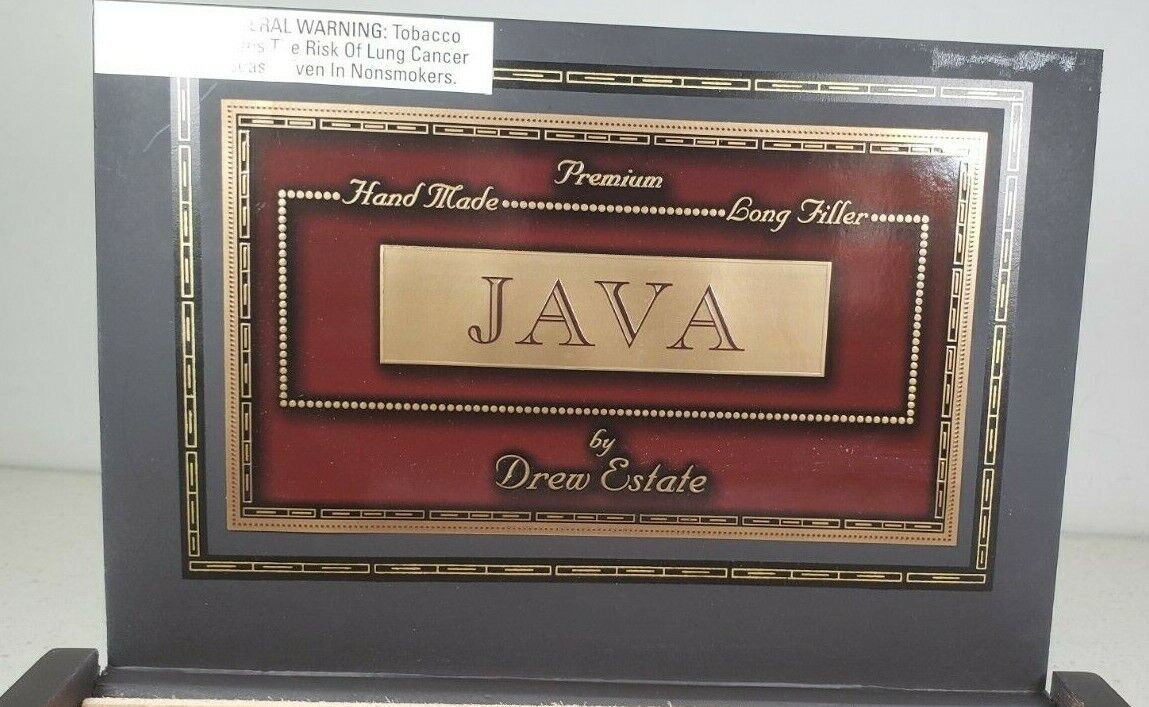 WARNING: Tobacco
Risk Of Lung Cancer
In Nonsmokers.
Premium
Hand Made
Long Filler
JAVA
by
Drew Estate